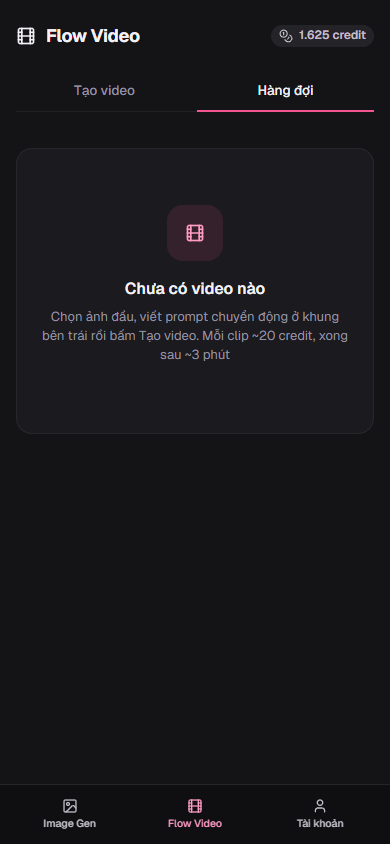 Flow Video
1.625 credit
Tạo video
Hàng đợi
Chưa có video nào
Chọn ảnh đầu, viết prompt chuyển động ở khung
bên trái rồi bấm Tạo video. Mỗi clip ~20 credit, xong
sau ~3 phút
Image Gen
Flow Video
Tài khoản